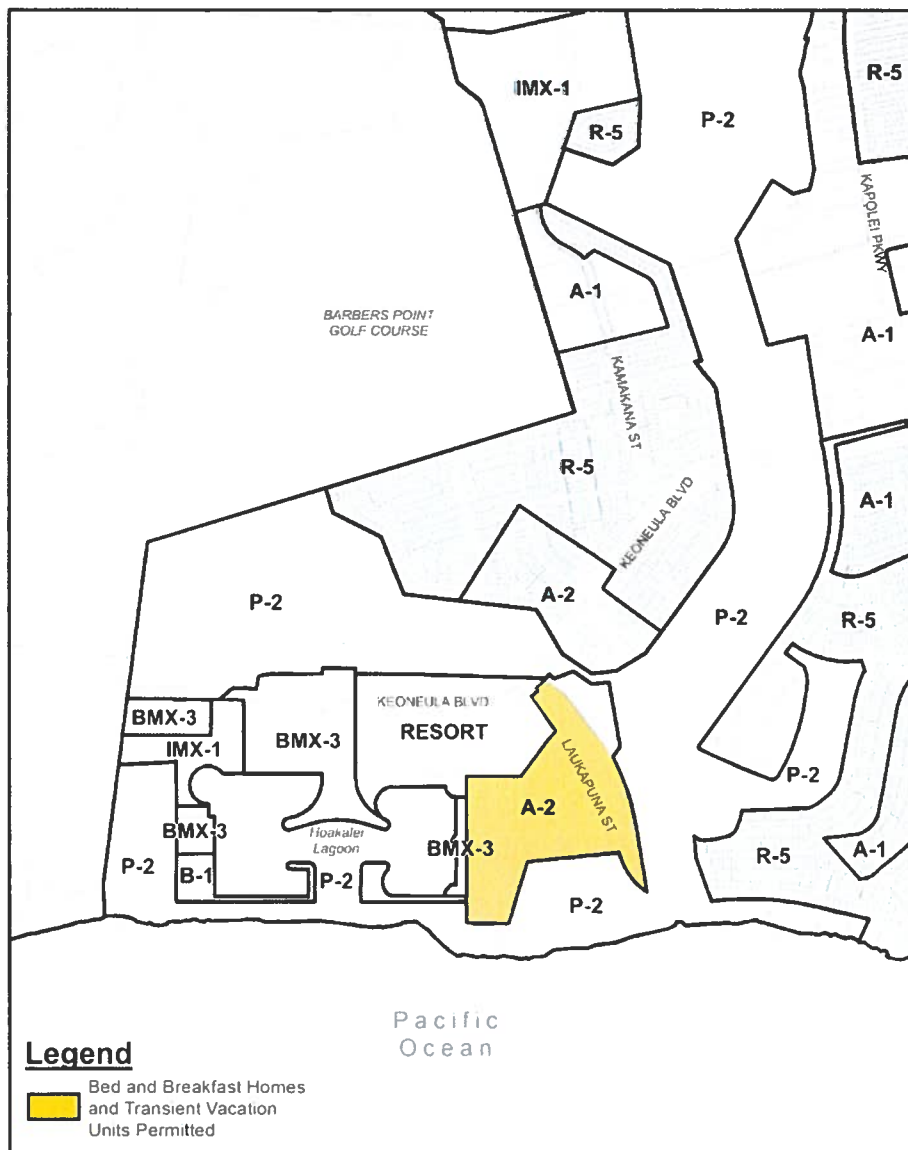 IMX-1
R-5
R-5
P-2
KAPOLEI PKWY
A-1
BARBERS POINT
GOLF COURSE
A-1
KAMAKANA ST
R-5
A-1
KEONEULA BLVD
A-2
P-2
P-2
R-5
KEONEULA BLVD
BMX-3
RESORT
BMX-3
IMX-1
LAUKAPUNA ST
P-2
A-2
BMX-3
Hoakalei
Lagoon
BMX-3
P-2
B-1
P-2
R-5
A-1
P-2
Pacific
Ocean
Legend
Bed and Breakfast Homes
and Transient Vacation
Units Permitted